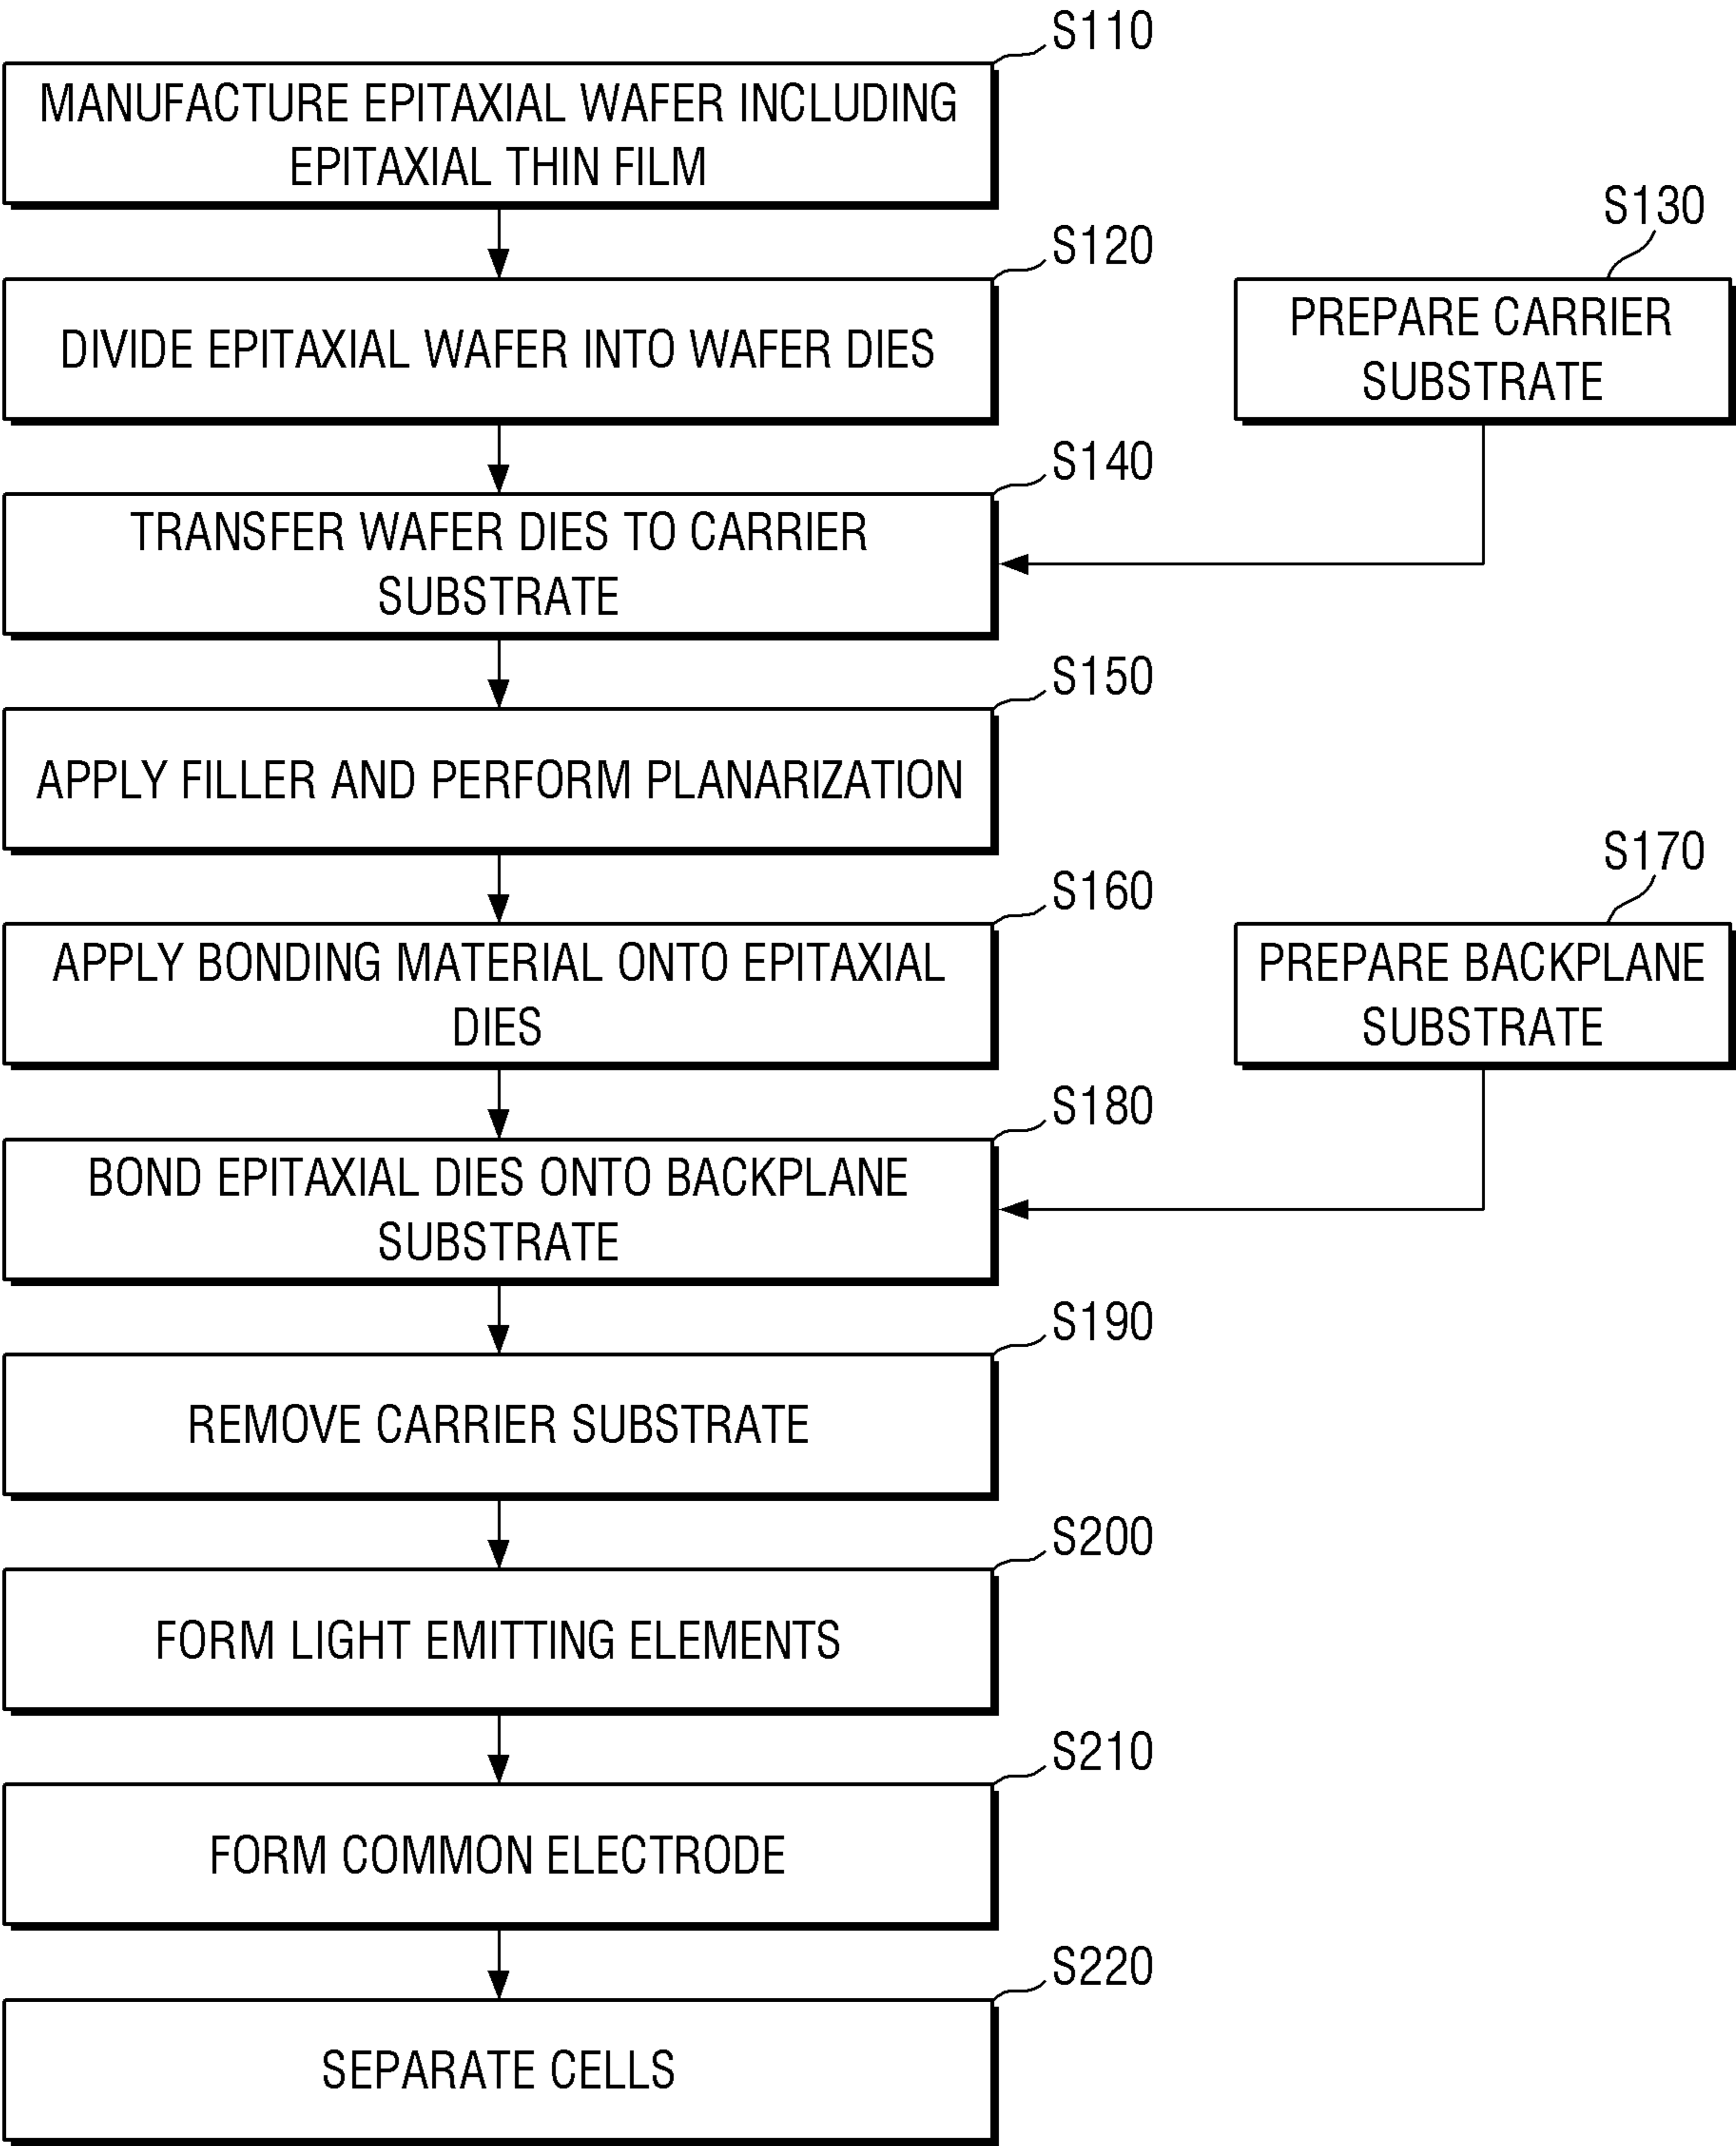 S110
MANUFACTURE EPITAXIAL WAFER INCLUDING
EPITAXIAL THIN FILM
S120
DIVIDE EPITAXIAL WAFER INTO WAFER DIES
S130
PREPARE CARRIER
SUBSTRATE
S140
TRANSFER WAFER DIES TO CARRIER
SUBSTRATE
S150
APPLY FILLER AND PERFORM PLANARIZATION
S160
APPLY BONDING MATERIAL ONTO EPITAXIAL
DIES
S170
PREPARE BACKPLANE
SUBSTRATE
S180
BOND EPITAXIAL DIES ONTO BACKPLANE
SUBSTRATE
S190
REMOVE CARRIER SUBSTRATE
S200
FORM LIGHT EMITTING ELEMENTS
S210
FORM COMMON ELECTRODE
S220
SEPARATE CELLS